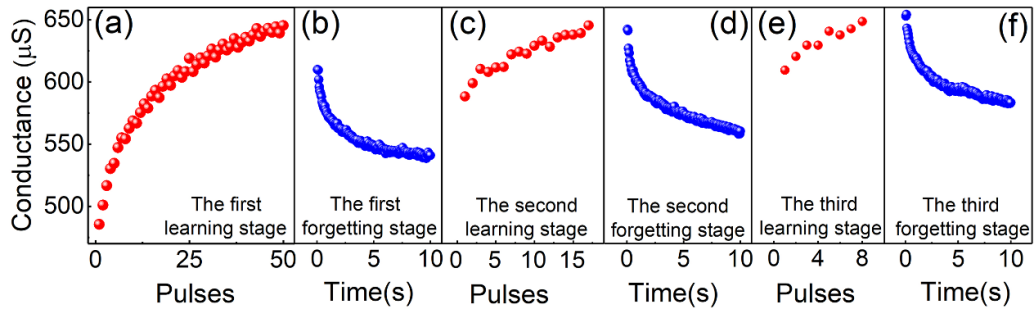 Conductance (μS)
650
600
550
500
(a)
The first
learning stage
0 25 50
Pulses
(b)
The first
forgetting stage
0 5 10
Time(s)
(c)
The second
learning stage
0 5 10 15
Pulses
(d)
The second
forgetting stage
0 5 10
Time(s)
(e)
The third
learning stage
0 4 8
Pulses
(f)
The third
forgetting stage
0 5 10
Time(s)